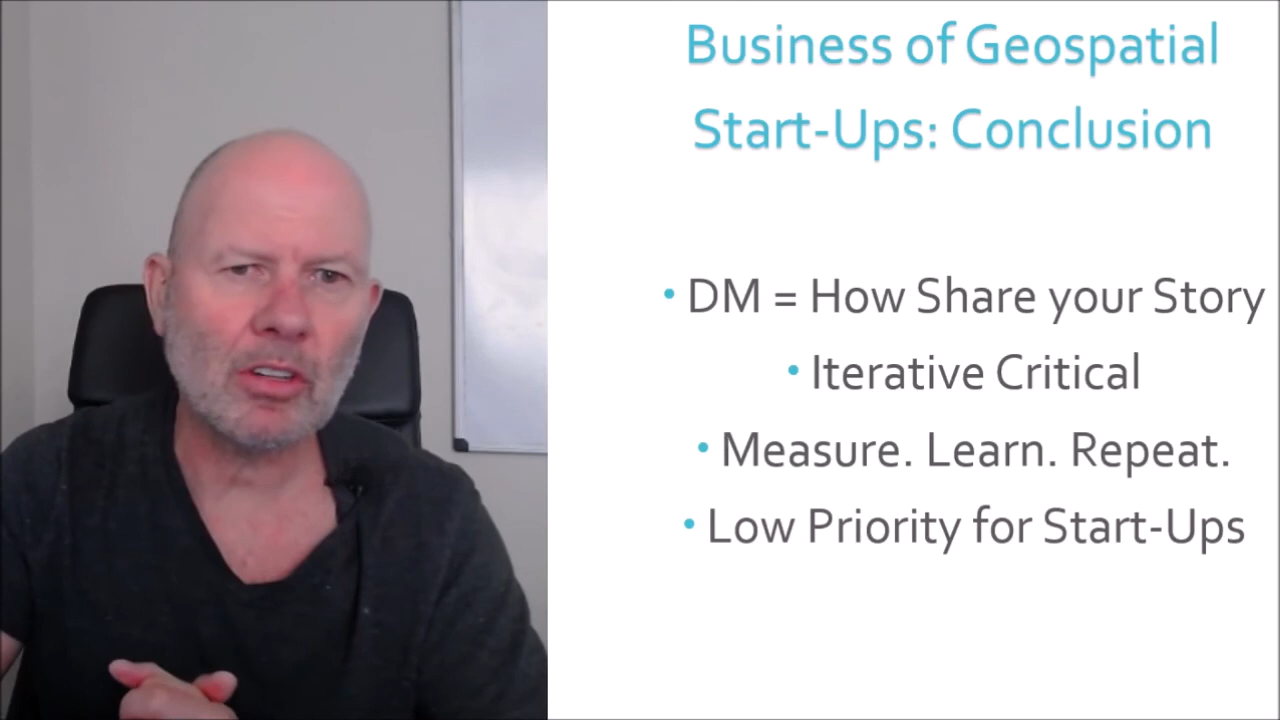 Business of Geospatial
Start-Ups: Conclusion
• DM = How Share your Story
• Iterative Critical
• Measure. Learn. Repeat.
• Low Priority for Start-Ups